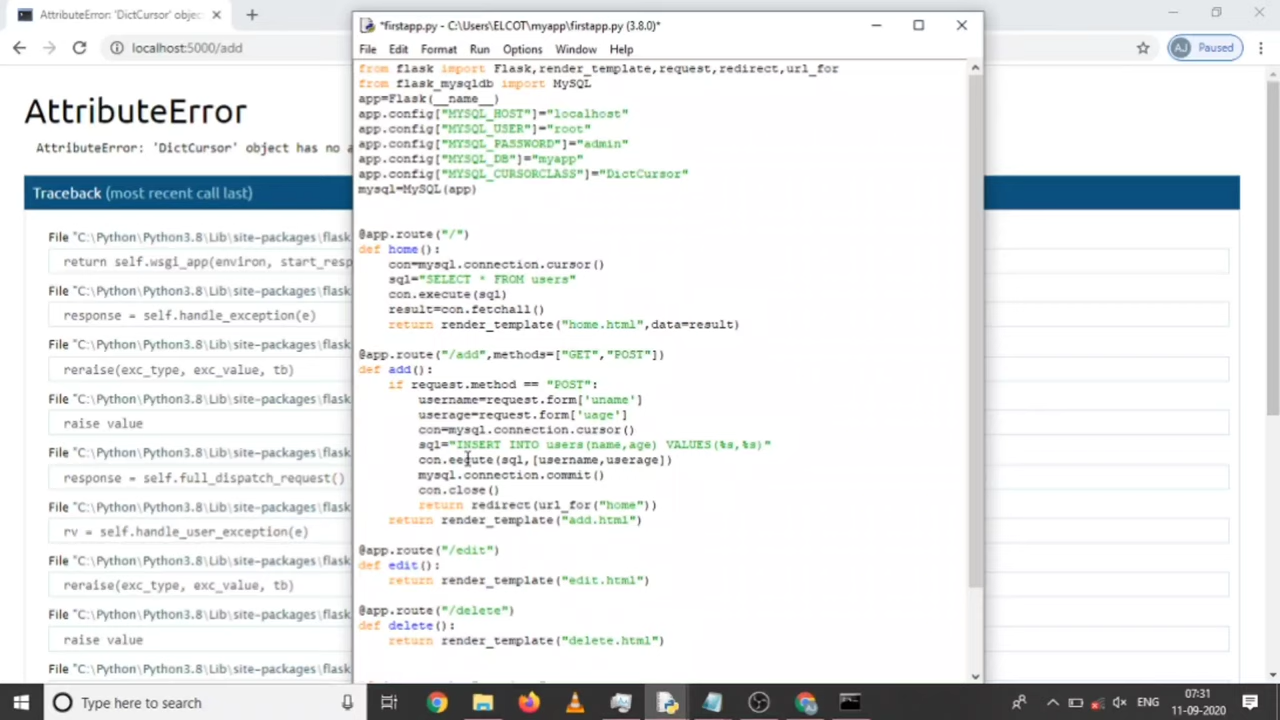 AttributeError: 'DictCursor' objec
localhost:5000/add
AJ Paused
AttributeError
AttributeError: 'DictCursor' object has no a
Traceback (most recent call last)
File "C:\Python\Python3.8\Lib\site-packages\flask
return self.wsgi_app(environ, start_resp
File "C:\Python\Python3.8\Lib\site-packages\flask
response = self.handle_exception(e)
File "C:\Python\Python3.8\Lib\site-packages\flask
reraise(exc_type, exc_value, tb)
File "C:\Python\Python3.8\Lib\site-packages\flask
raise value
File "C:\Python\Python3.8\Lib\site-packages\flask
response = self.full_dispatch_request()
File "C:\Python\Python3.8\Lib\site-packages\flask
rv = self.handle_user_exception(e)
File "C:\Python\Python3.8\Lib\site-packages\flask
reraise(exc_type, exc_value, tb)
File "C:\Python\Python3.8\Lib\site-packages\flask
raise value
File "C:\Python\Python3.8\Lib\site-packages\flask
*firstapp.py - C:\Users\ELCOT\myapp\firstapp.py (3.8.0)*
File Edit Format Run Options Window Help
from flask import Flask,render_template,request,redirect,url_for
from flask_mysqldb import MySQL
app=Flask(__name__)
app.config["MYSQL_HOST"]="localhost"
app.config["MYSQL_USER"]="root"
app.config["MYSQL_PASSWORD"]="admin"
app.config["MYSQL_DB"]="myapp"
app.config["MYSQL_CURSORCLASS"]="DictCursor"
mysql=MySQL(app)
@app.route("/")
def home():
con=mysql.connection.cursor()
sql="SELECT * FROM users"
con.execute(sql)
result=con.fetchall()
return render_template("home.html",data=result)
@app.route("/add",methods=["GET","POST"])
def add():
if request.method == "POST":
username=request.form['uname']
userage=request.form['uage']
con=mysql.connection.cursor()
sql="INSERT INTO users(name,age) VALUES(%s,%s)"
con.eecute(sql,[username,userage])
mysql.connection.commit()
con.close()
return redirect(url_for("home"))
return render_template("add.html")
@app.route("/edit")
def edit():
return render_template("edit.html")
@app.route("/delete")
def delete():
return render_template("delete.html")
Type here to search
ENG
07:31
11-09-2020